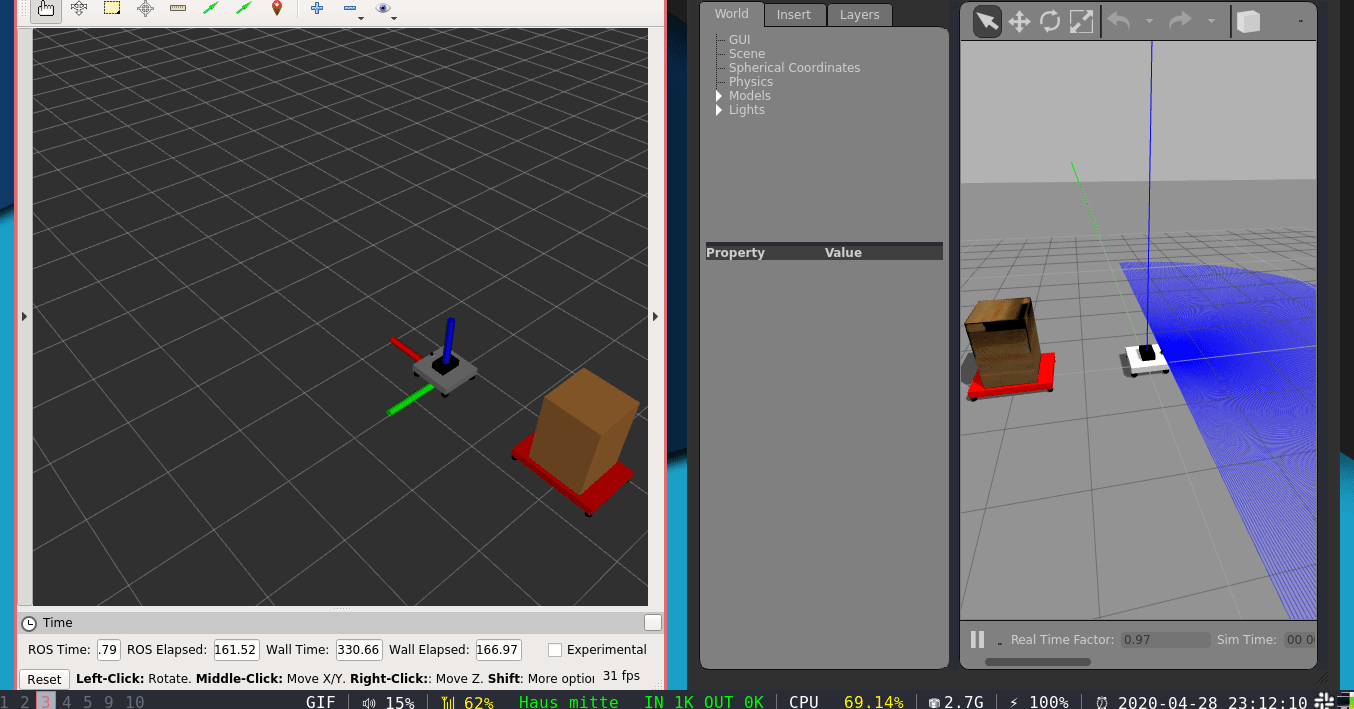 World Insert Layers
GUI
Scene
Spherical Coordinates
Physics
Models
Lights
Property Value
Time
ROS Time: .79 ROS Elapsed: 161.52 Wall Time: 330.66 Wall Elapsed: 166.97 Experimental
Reset Left-Click: Rotate. Middle-Click: Move X/Y. Right-Click:: Move Z. Shift: More option 31 fps
Real Time Factor: 0.97 Sim Time: 00 0
1 2 3 4 5 9 10 GIF 15% 62% Haus mitte IN 1K OUT 0K CPU 69.14% 2.7G 100% 2020-04-28 23:12:10